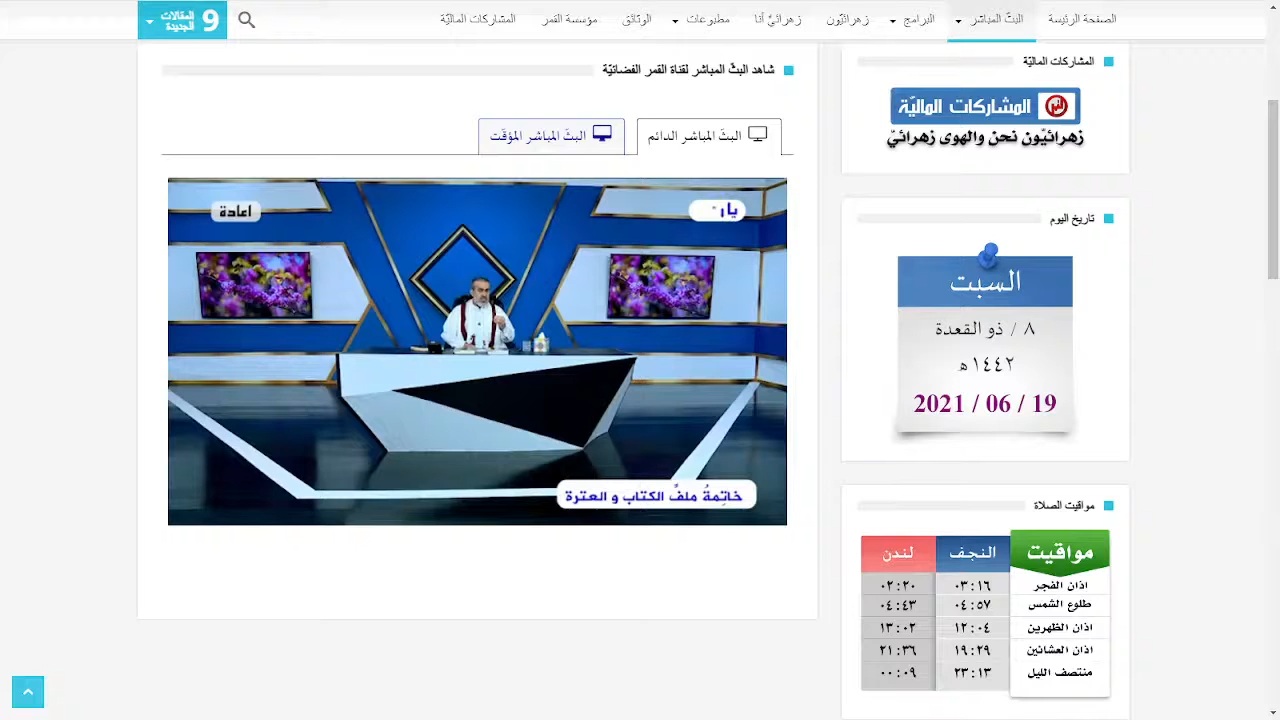 الصفحة الرئيسة
البثّ المباشر
البرامج
زهرائيّون
زهرائيٌّ أنا
مطبوعات
الوثائق
مؤسسة القمر
المشاركات الماليّة
المقالات الجديدة
9
شاهد البثّ المباشر لقناة القمر الفضائيّة
البثّ المباشر الدائم
البثّ المباشر المؤقّت
اعادة
خاتِمةُ ملفِّ الكتاب و العترة
المشاركات الماليّة
المشاركات الماليّة
زهرائيّون نحن والهوى زهرائيّ
تاريخ اليوم
السبت
٨ / ذو القعدة
١٤٤٢هـ
2021 / 06 / 19
مواقيت الصلاة
مواقيت النجف لندن
اذان الفجر ٠٣:١٦ ٠٢:٢٠
طلوع الشمس ٠٤:٥٧ ٠٤:٤٣
اذان الظهرين ١٢:٠٤ ١٣:٠٢
اذان العشائين ١٩:٢٩ ٢١:٣٦
منتصف الليل ٢٣:١٣ ٠٠:٠٩